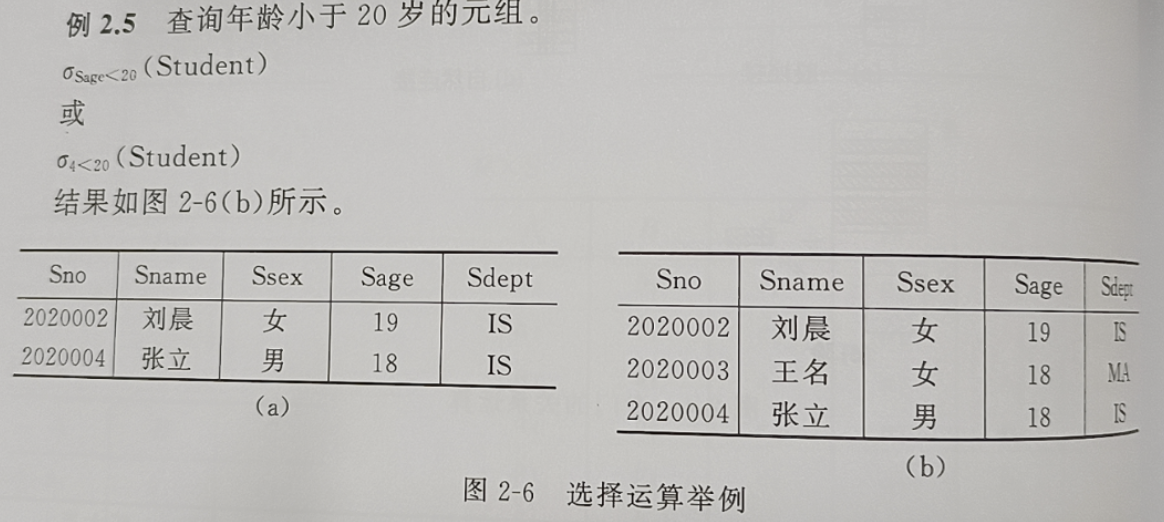 例 2.5 查询年龄小于 20 岁的元组。
σSage<20(Student)
或
σ4<20(Student)
结果如图 2-6(b)所示。
Sno Sname Ssex Sage Sdept
2020002 刘晨 女 19 IS
2020004 张立 男 18 IS
(a)
Sno Sname Ssex Sage Sdept
2020002 刘晨 女 19 IS
2020003 王名 女 18 MA
2020004 张立 男 18 IS
(b)
图 2-6 选择运算举例